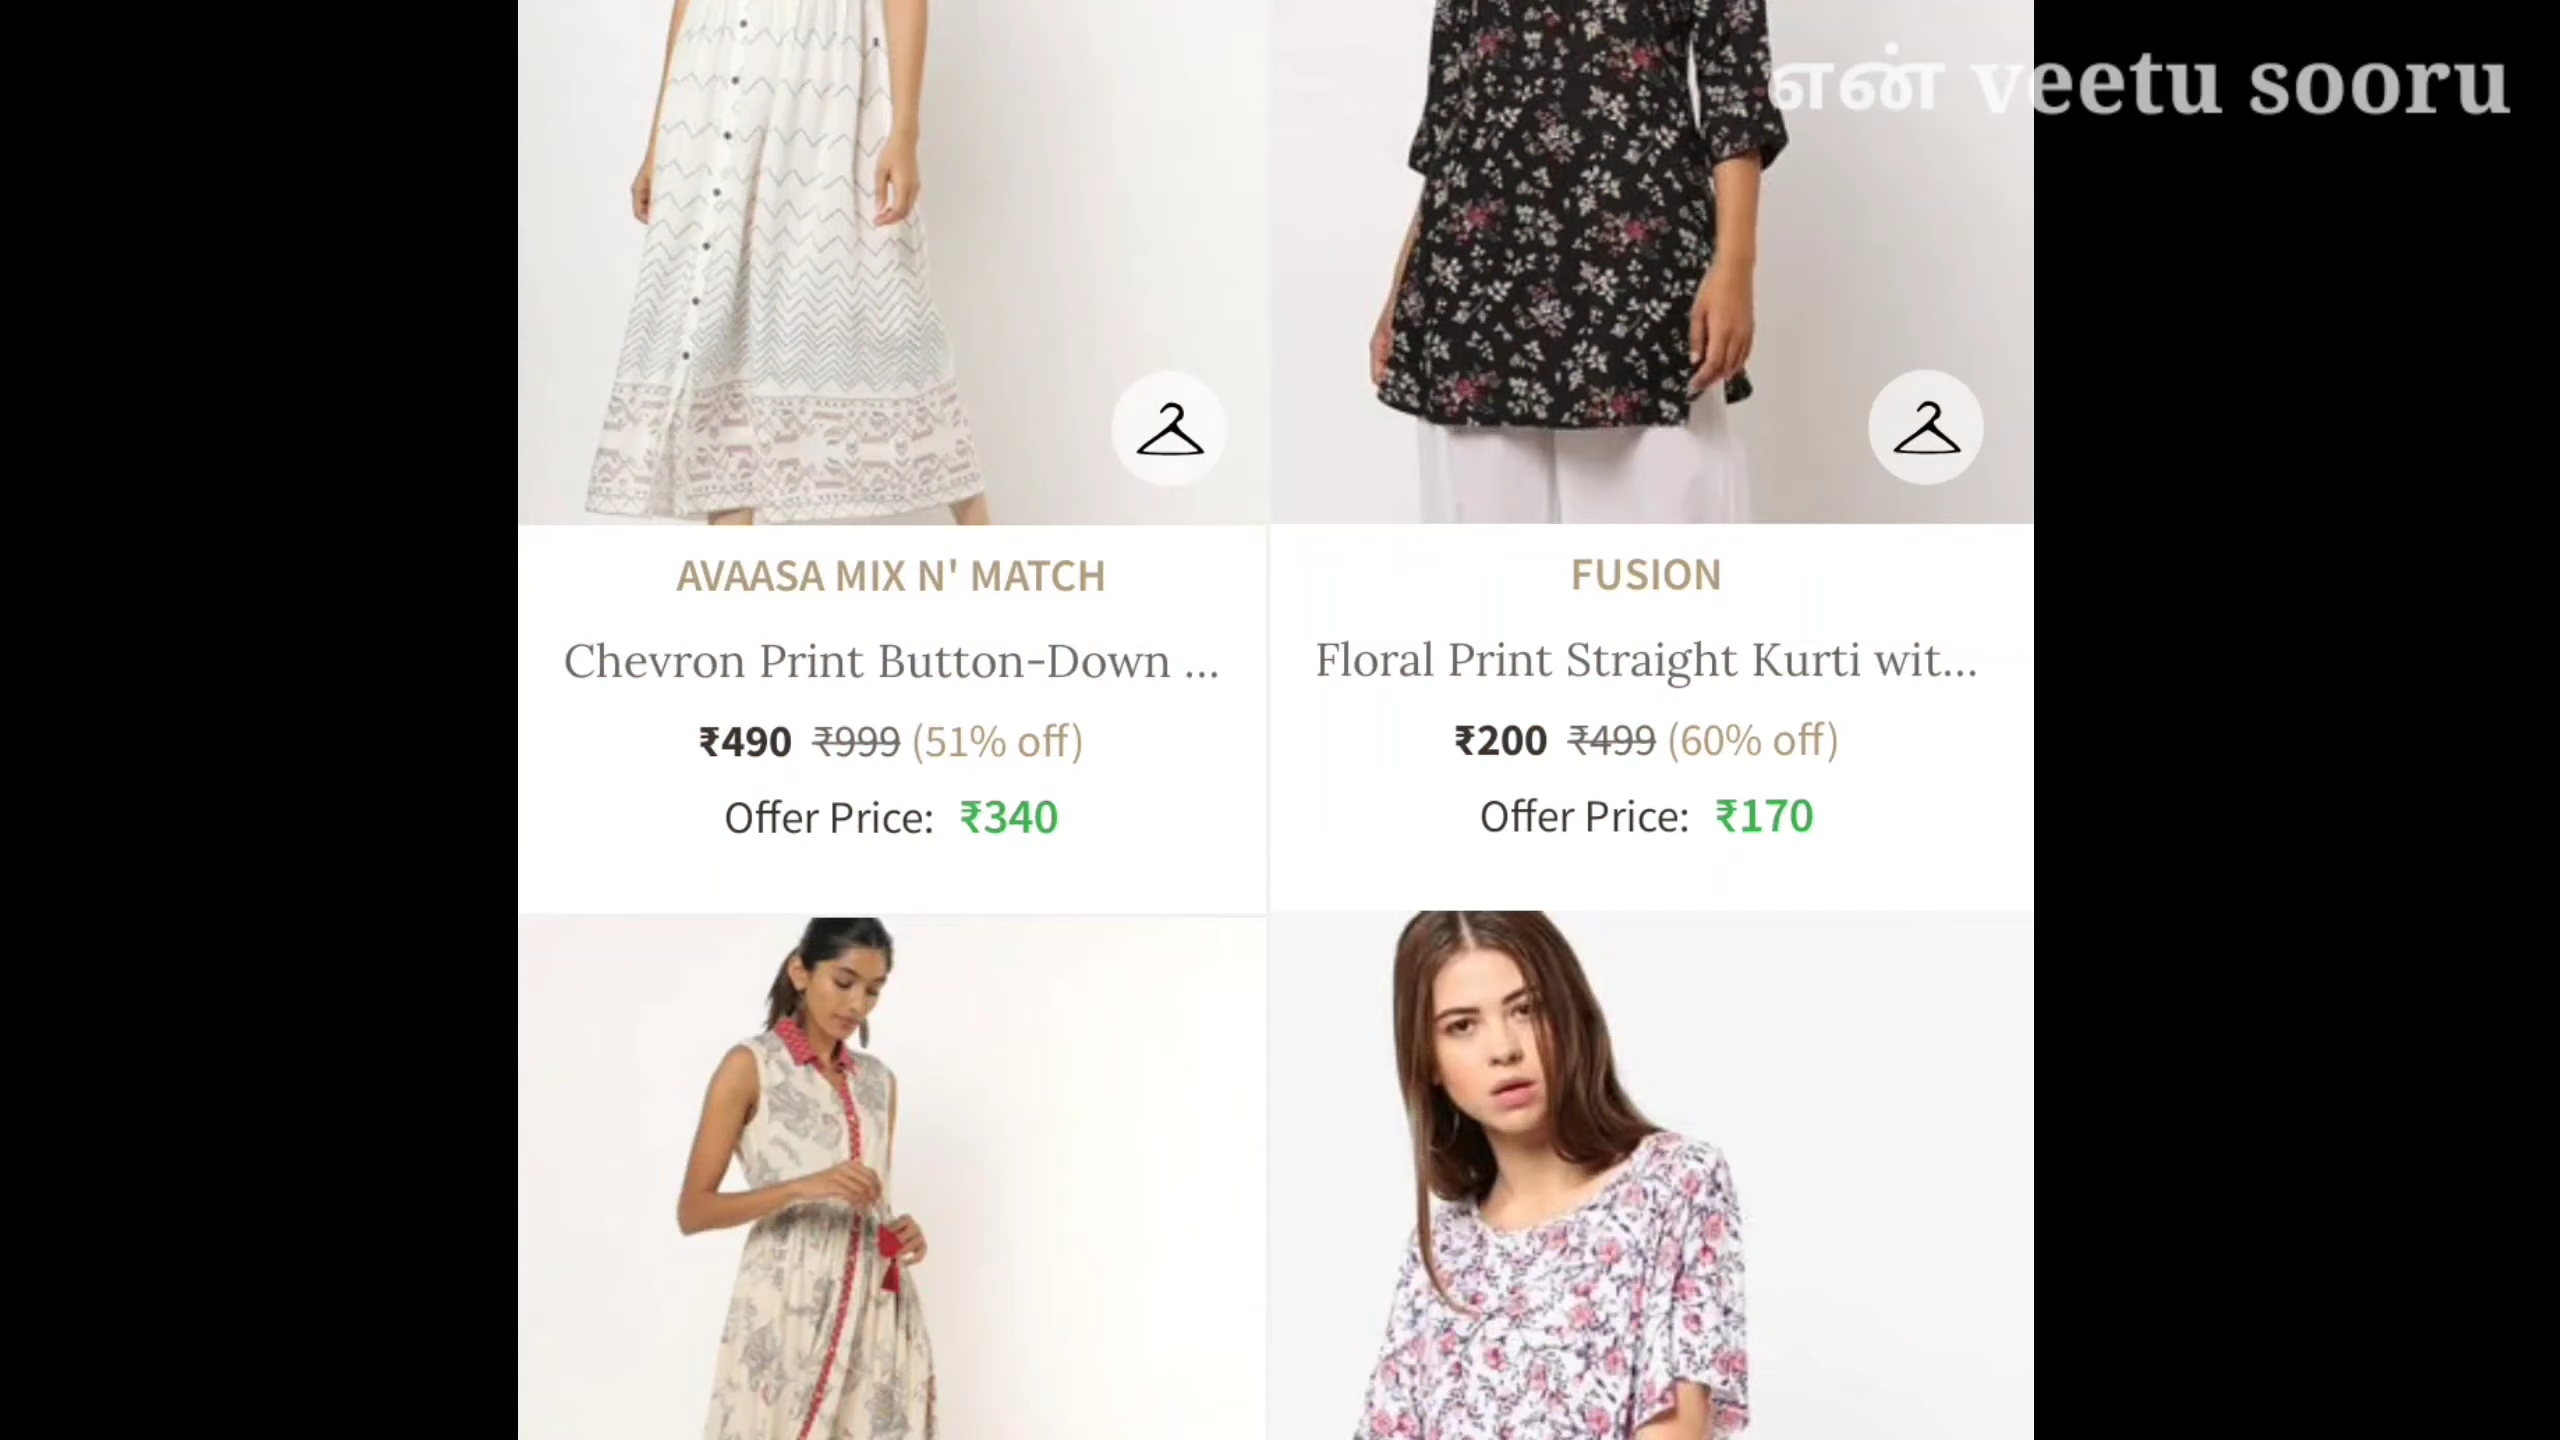 என் veetu sooru
AVAASA MIX N' MATCH
Chevron Print Button-Down ...
₹490 ₹999 (51% off)
Offer Price: ₹340
FUSION
Floral Print Straight Kurti wit...
₹200 ₹499 (60% off)
Offer Price: ₹170